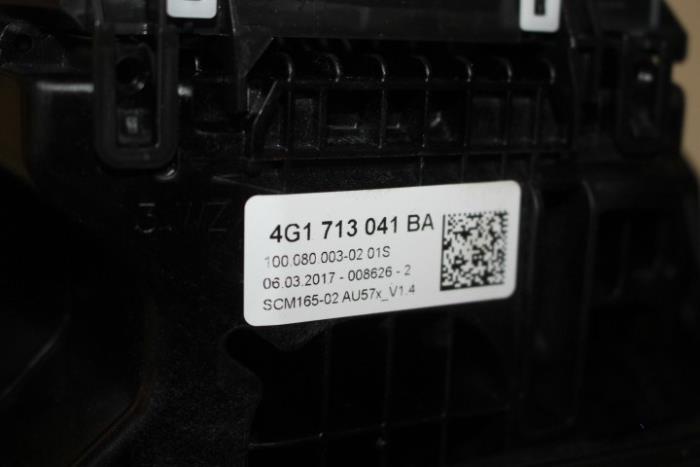 4G1 713 041 BA
100.080.003-02 01S
06.03.2017 - 008626 - 2
SCM165-02 AU57x_V1.4